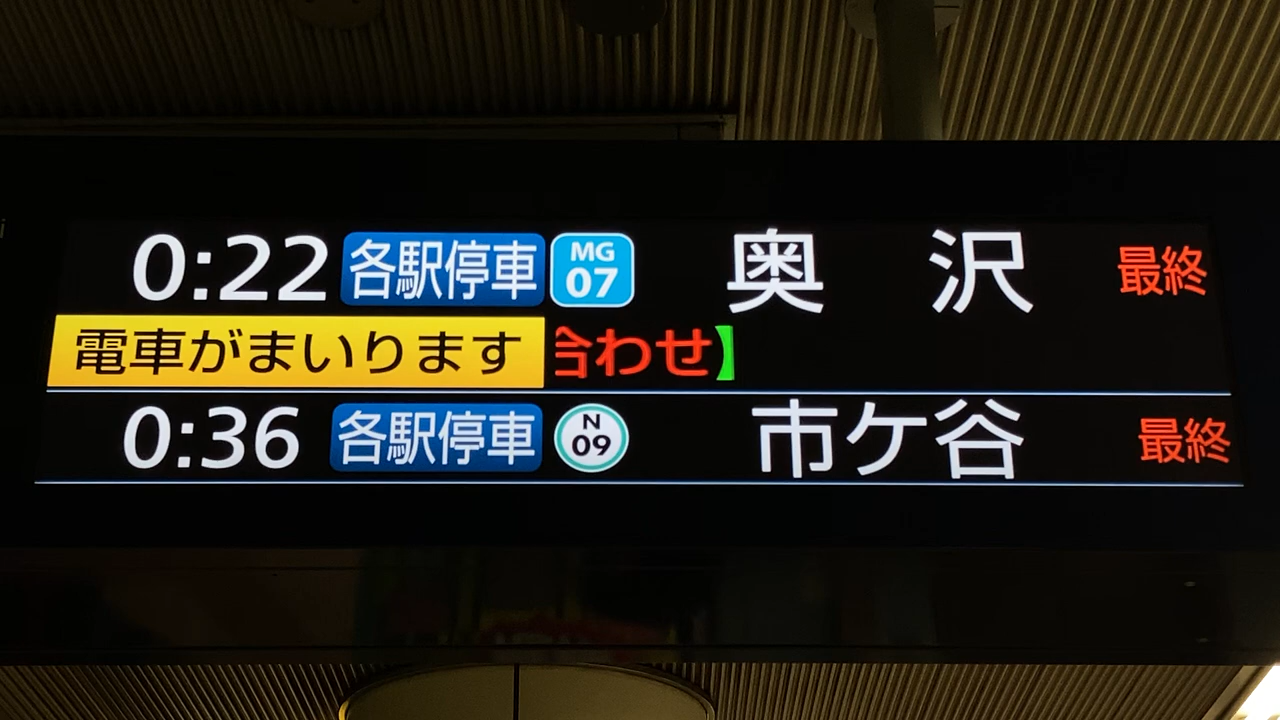 0:22 各駅停車 MG 07 奥沢 最終
電車がまいります 合わせ】
0:36 各駅停車 N 09 市ケ谷 最終